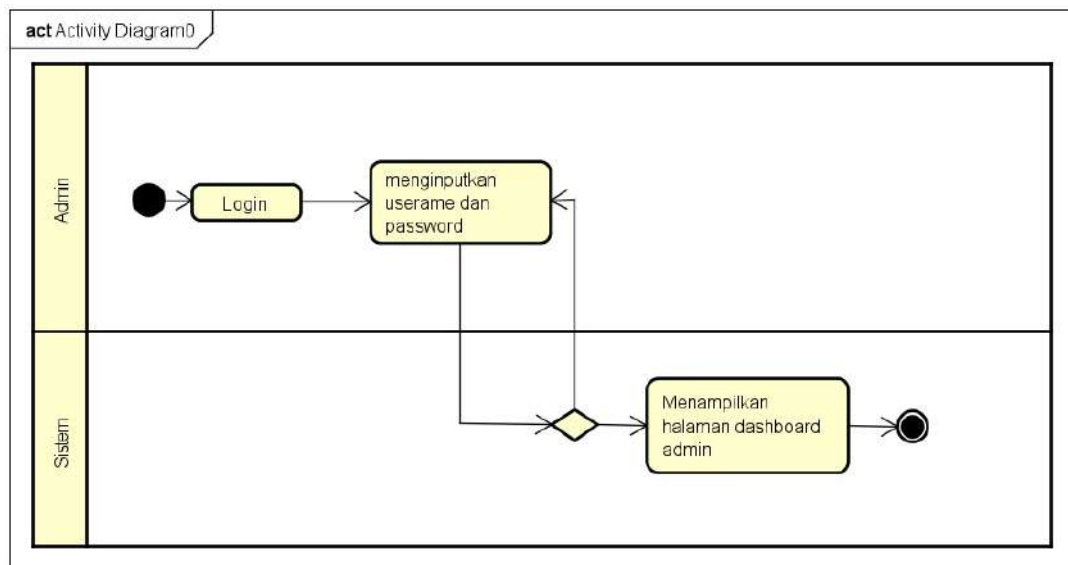 act Activity Diagram0
Admin
Login
menginputkan
userame dan
password
Sistem
Menampilkan
halaman dashboard
admin